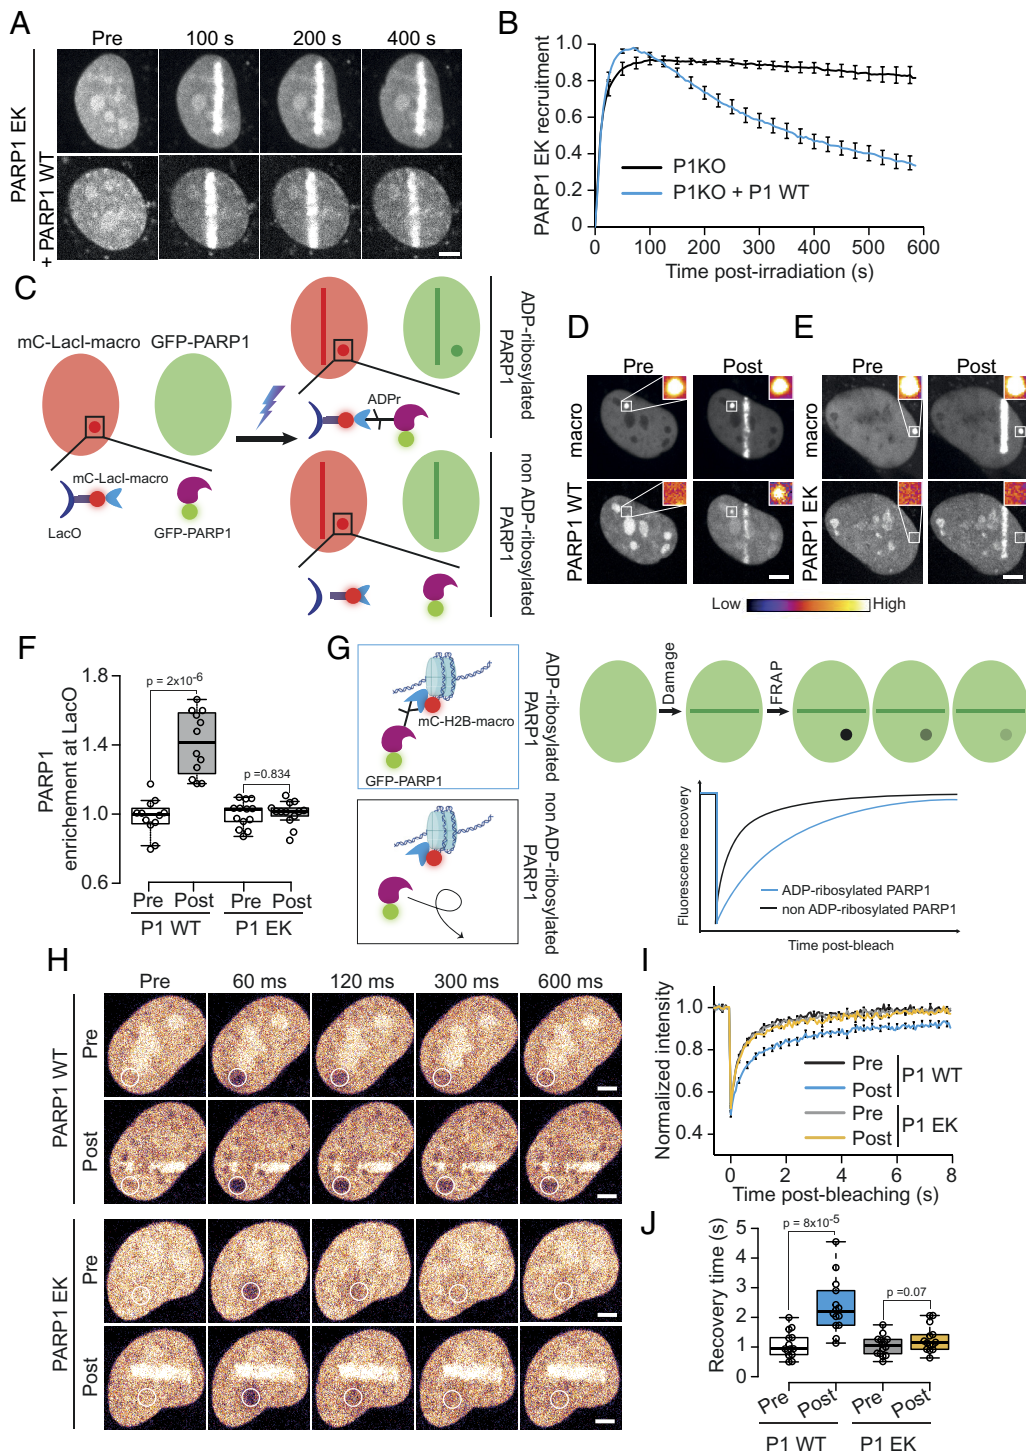 A
Pre
100 s
200 s
400 s
PARP1 EK
+ PARP1 WT
B
PARP1 EK recruitment
1.0
0.8
0.6
0.4
0.2
0
P1KO
P1KO + P1 WT
0
100
200
300
400
500
600
Time post-irradiation (s)
C
mC-LacI-macro
GFP-PARP1
mC-LacI-macro
LacO
GFP-PARP1
ADPr
ADP-ribosylated
PARP1
non ADP-ribosylated
PARP1
D
Pre
Post
macro
PARP1 WT
E
Pre
Post
macro
PARP1 EK
Low
High
F
PARP1
enrichement at LacO
1.8
1.4
1.0
0.6
p = 2x10-6
p =0.834
Pre
Post
Pre
Post
P1 WT
P1 EK
G
mC-H2B-macro
GFP-PARP1
ADP-ribosylated
PARP1
non ADP-ribosylated
PARP1
Damage
FRAP
Fluorescence recovery
ADP-ribosylated PARP1
non ADP-ribosylated PARP1
Time post-bleach
H
Pre
60 ms
120 ms
300 ms
600 ms
PARP1 WT
Pre
Post
PARP1 EK
Pre
Post
I
Normalized intensity
1.0
0.8
0.6
0.4
Pre
Post
P1 WT
Pre
Post
P1 EK
0
2
4
6
8
Time post-bleaching (s)
J
Recovery time (s)
5
4
3
2
1
0
p = 8x10-5
p =0.07
Pre
Post
Pre
Post
P1 WT
P1 EK